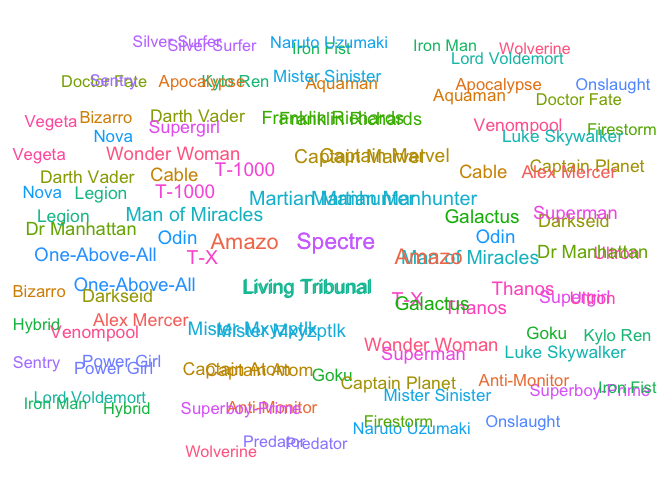 Silver Surfer
Silver Surfer
Naruto Uzumaki
Iron Fist
Iron Man
Wolverine
Lord Voldemort
Doctor Fate
Sentry
Apocalypse
Kylo Ren
Mister Sinister
Aquaman
Apocalypse
Onslaught
Aquaman
Doctor Fate
Vegeta
Bizarro
Darth Vader
Supergirl
Franklin Richards
Franklin Richards
Venompool
Firestorm
Nova
Luke Skywalker
Vegeta
Wonder Woman
Captain Marvel
Captain Marvel
Captain Planet
Darth Vader
Cable
T-1000
Cable
Alex Mercer
Nova
Legion
T-1000
Martian Manhunter
Martian Manhunter
Legion
Man of Miracles
Galactus
Superman
Darkseid
Dr Manhattan
Odin
Amazo
Spectre
Odin
One-Above-All
T-X
Amazo
Man of Miracles
Dr Manhattan
Ultron
One-Above-All
Living Tribunal
Living Tribunal
Bizarro
Darkseid
T-X
Galactus
Thanos
Thanos
Supergirl
Ultron
Hybrid
Venompool
Alex Mercer
Mister Mxyzptlk
Mister Mxyzptlk
Goku
Kylo Ren
Wonder Woman
Superman
Luke Skywalker
Sentry
Power Girl
Power Girl
Captain Atom
Captain Atom
Goku
Captain Planet
Anti-Monitor
Superboy-Prime
Iron Fist
Lord Voldemort
Iron Man
Hybrid
Superboy-Prime
Anti-Monitor
Mister Sinister
Firestorm
Naruto Uzumaki
Onslaught
Predator
Predator
Wolverine